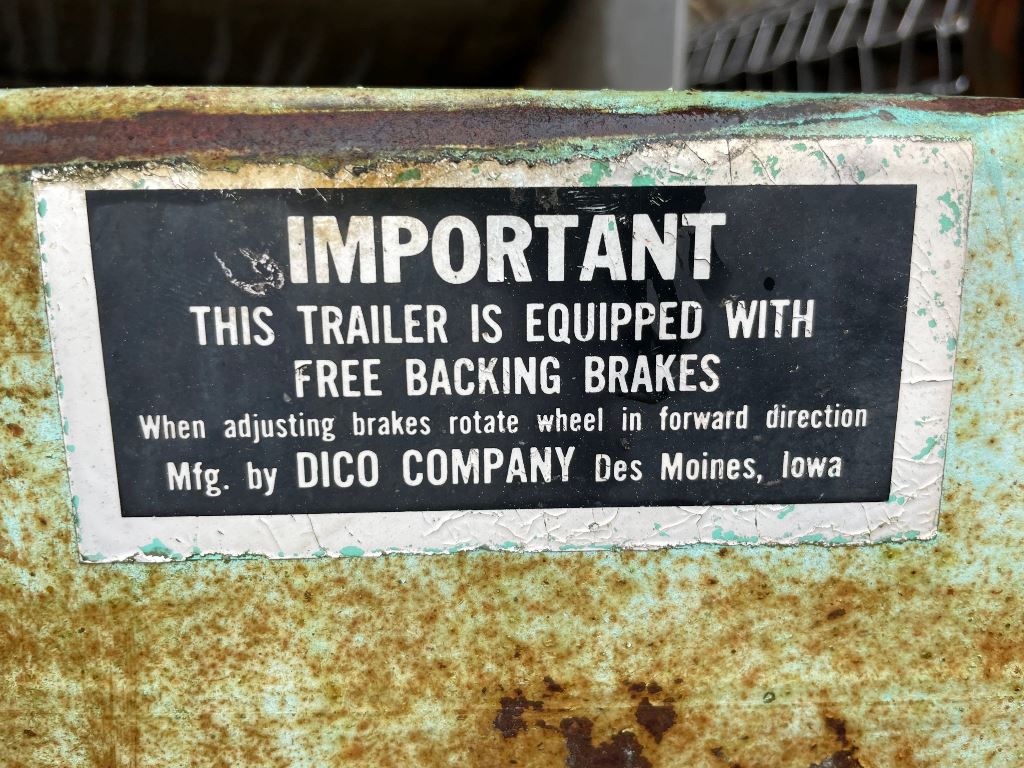 IMPORTANT
THIS TRAILER IS EQUIPPED WITH
FREE BACKING BRAKES
When adjusting brakes rotate wheel in forward direction
Mfg. by DICO COMPANY Des Moines, Iowa